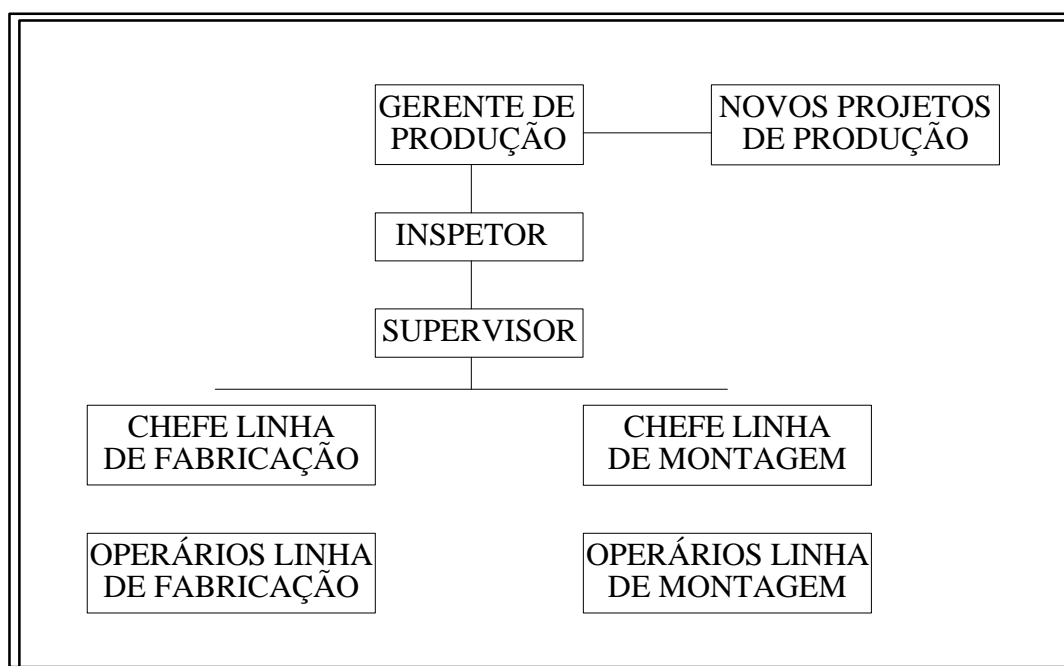 GERENTE DE
PRODUÇÃO
NOVOS PROJETOS
DE PRODUÇÃO
INSPETOR
SUPERVISOR
CHEFE LINHA
DE FABRICAÇÃO
CHEFE LINHA
DE MONTAGEM
OPERÁRIOS LINHA
DE FABRICAÇÃO
OPERÁRIOS LINHA
DE MONTAGEM